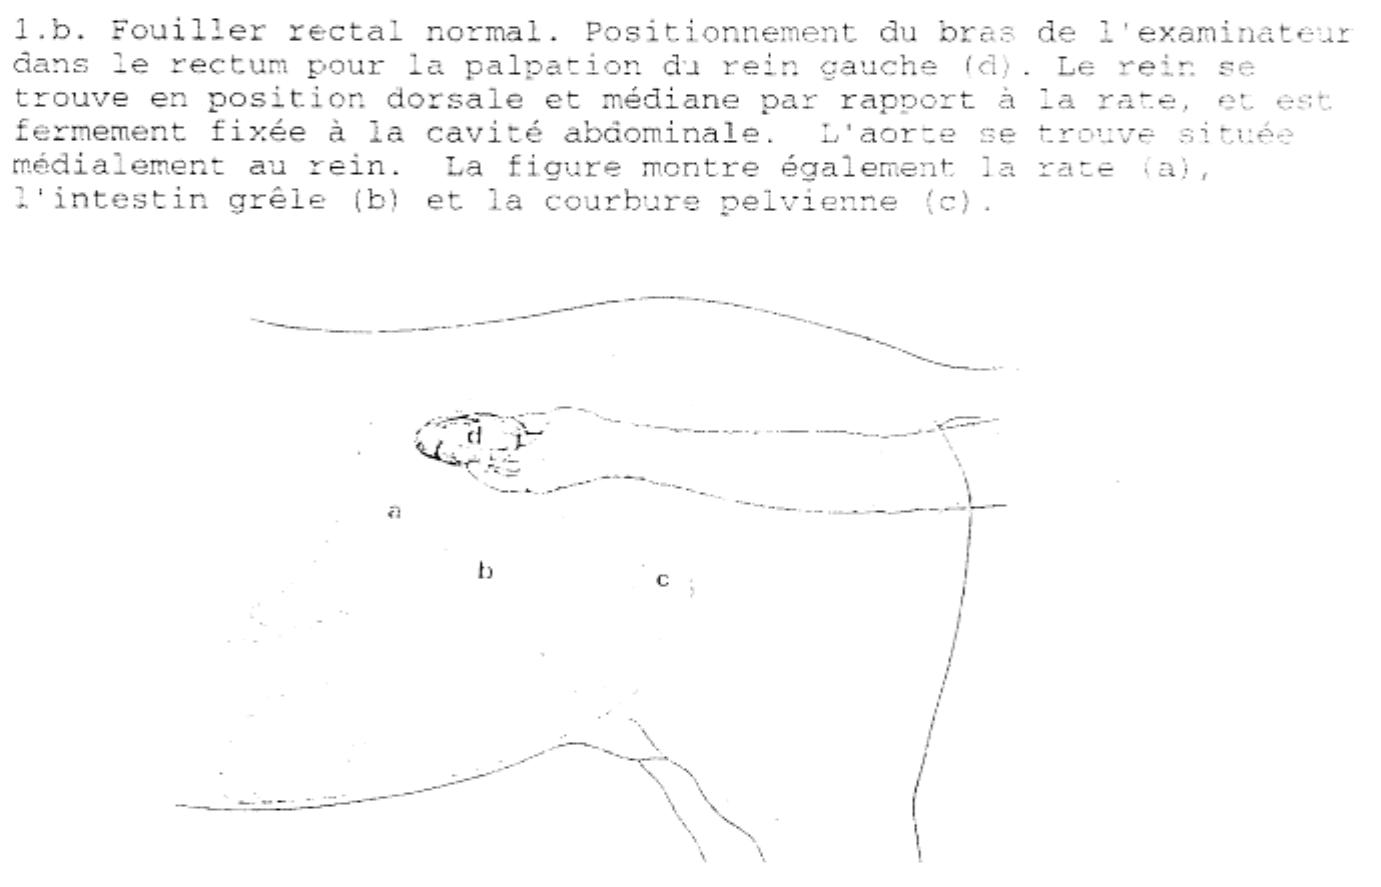 1.b. Fouiller rectal normal. Positionnement du bras de l'examinateur
dans le rectum pour la palpation du rein gauche (d). Le rein se
trouve en position dorsale et médiane par rapport à la rate, et est
fermement fixée à la cavité abdominale. L'aorte se trouve située
médialement au rein. La figure montre également la rate (a),
l'intestin grêle (b) et la courbure pelvienne (c).
d
a
b
c